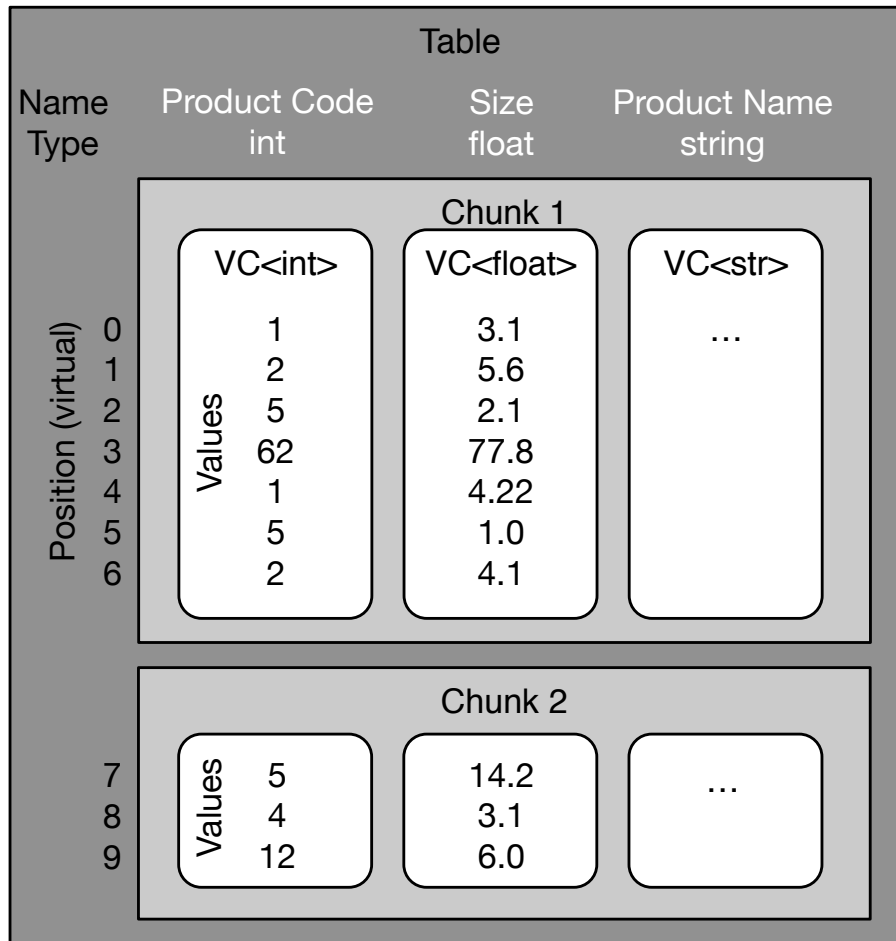 Table
Name Product Code Size Product Name
Type int float string
Chunk 1
VC<int> VC<float> VC<str>
Position (virtual)
Values
0 1 3.1 ...
1 2 5.6
2 5 2.1
3 62 77.8
4 1 4.22
5 5 1.0
6 2 4.1
Chunk 2
Values
7 5 14.2 ...
8 4 3.1
9 12 6.0